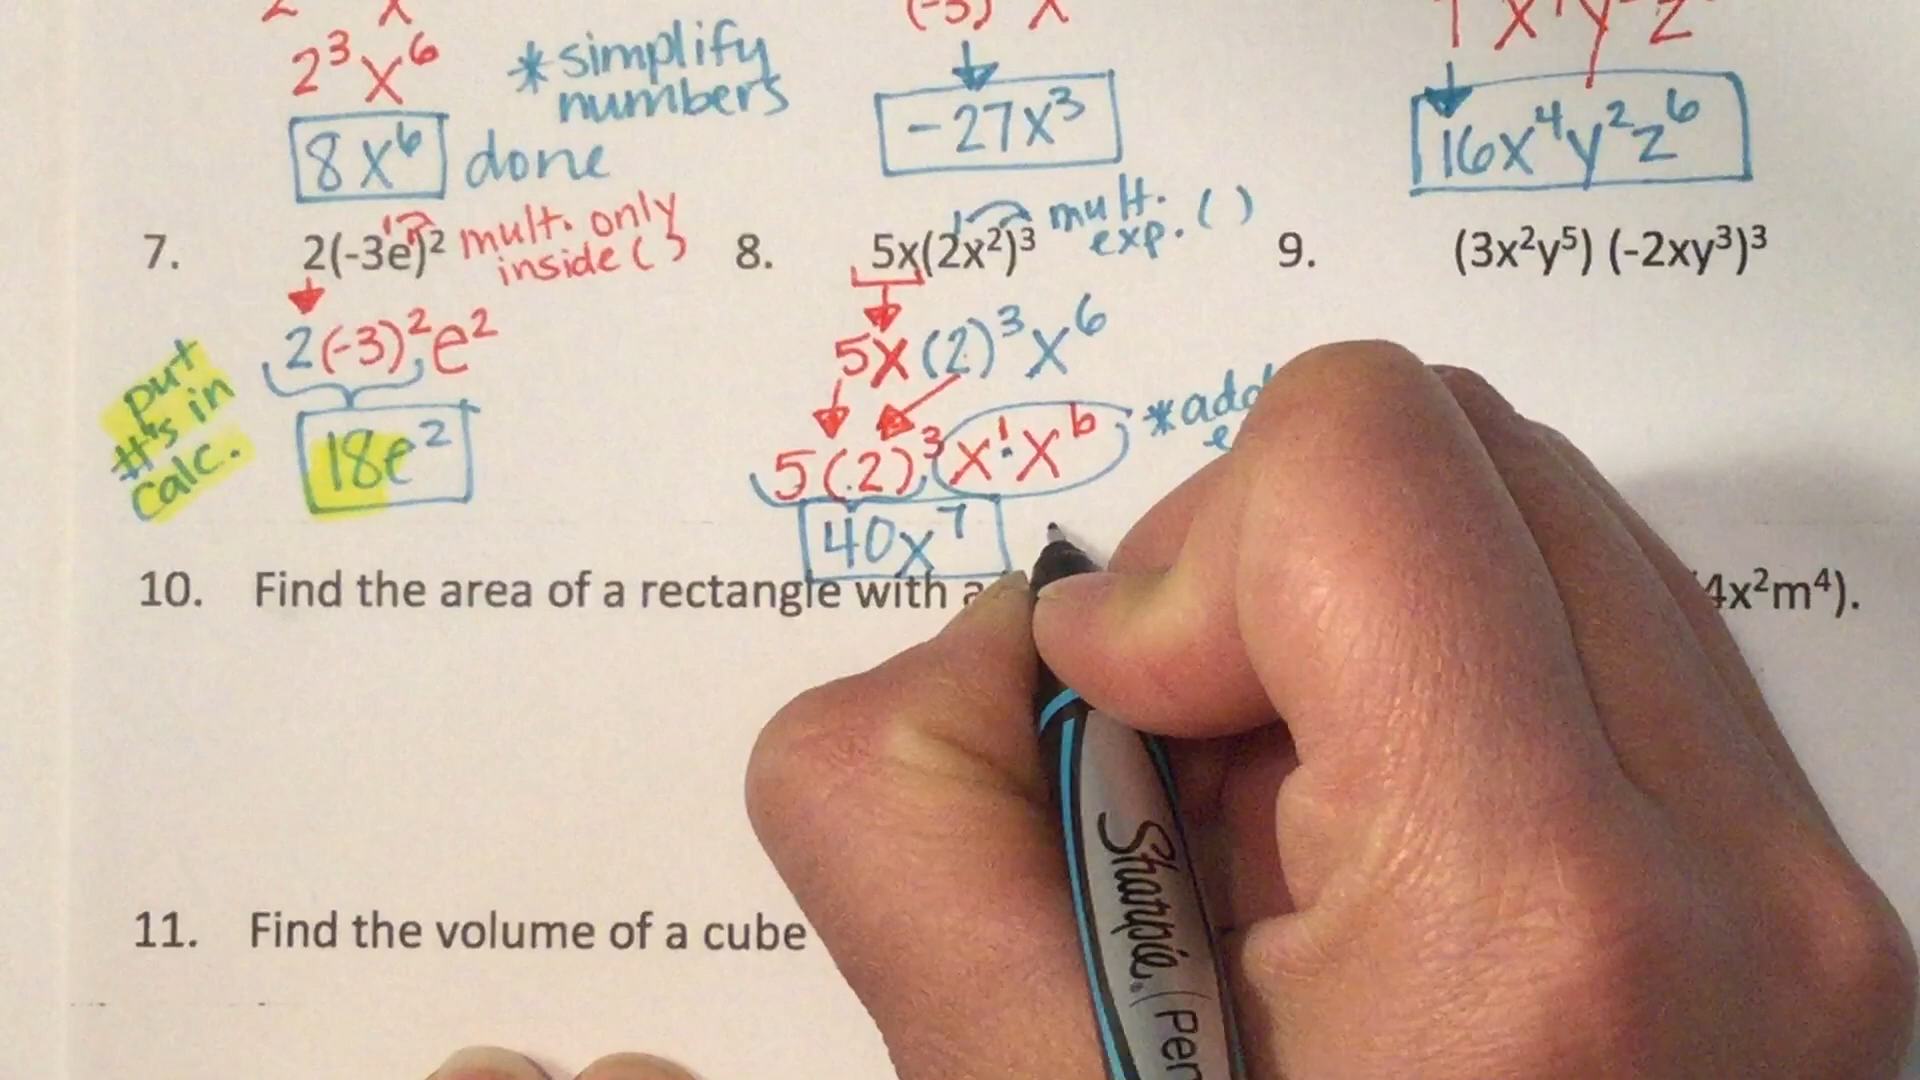 2³x⁶
*simplify
numbers
8x⁶ done
(-3) x
-27x³
16x⁴y²z⁶
7. 2(-3e)² mult. only
inside ( )
2(-3)²e²
put
#'s in
calc.
18e²
8. 5x(2x²)³ mult.
exp. ( )
5x(2)³x⁶
5(2)³x¹·x⁶
*add
40x⁷
9. (3x²y⁵) (-2xy³)³
10. Find the area of a rectangle with 4x²m⁴).
11. Find the volume of a cube
Sharpie.